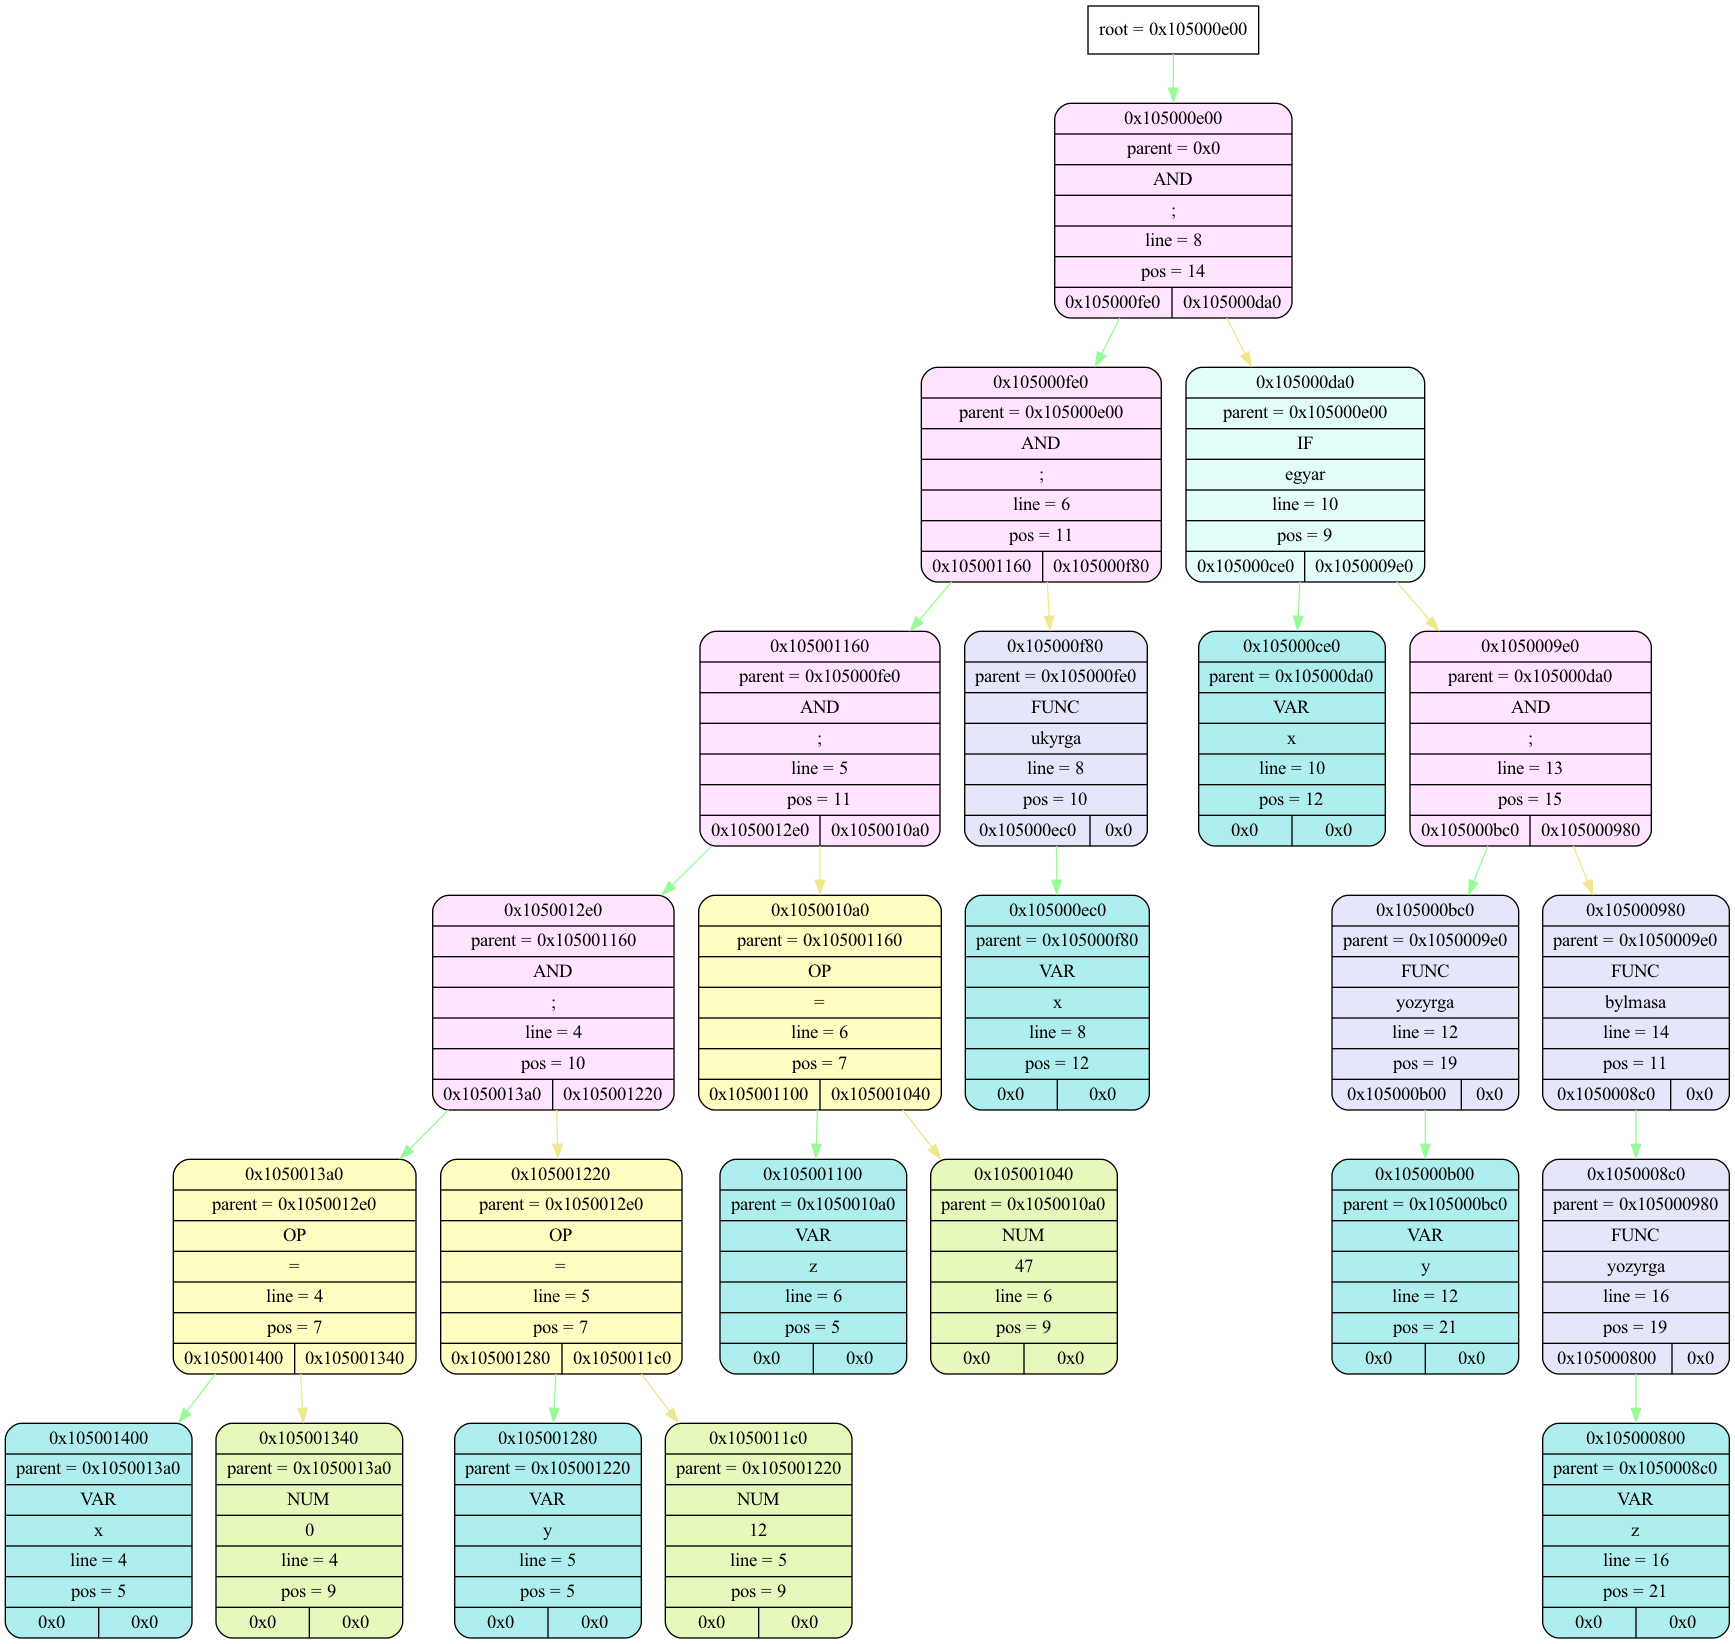 root = 0x105000e00
0x105000e00
parent = 0x0
AND
;
line = 8
pos = 14
0x105000fe0 0x105000da0
0x105000fe0
parent = 0x105000e00
AND
;
line = 6
pos = 11
0x105001160 0x105000f80
0x105000da0
parent = 0x105000e00
IF
egyar
line = 10
pos = 9
0x105000ce0 0x1050009e0
0x105001160
parent = 0x105000fe0
AND
;
line = 5
pos = 11
0x1050012e0 0x1050010a0
0x105000f80
parent = 0x105000fe0
FUNC
ukyrga
line = 8
pos = 10
0x105000ec0 0x0
0x105000ce0
parent = 0x105000da0
VAR
x
line = 10
pos = 12
0x0 0x0
0x1050009e0
parent = 0x105000da0
AND
;
line = 13
pos = 15
0x105000bc0 0x105000980
0x1050012e0
parent = 0x105001160
AND
;
line = 4
pos = 10
0x1050013a0 0x105001220
0x1050010a0
parent = 0x105001160
OP
=
line = 6
pos = 7
0x105001100 0x105001040
0x105000ec0
parent = 0x105000f80
VAR
x
line = 8
pos = 12
0x0 0x0
0x105000bc0
parent = 0x1050009e0
FUNC
yozyrga
line = 12
pos = 19
0x105000b00 0x0
0x105000980
parent = 0x1050009e0
FUNC
bylmasa
line = 14
pos = 11
0x1050008c0 0x0
0x1050013a0
parent = 0x1050012e0
OP
=
line = 4
pos = 7
0x105001400 0x105001340
0x105001220
parent = 0x1050012e0
OP
=
line = 5
pos = 7
0x105001280 0x1050011c0
0x105001100
parent = 0x1050010a0
VAR
z
line = 6
pos = 5
0x0 0x0
0x105001040
parent = 0x1050010a0
NUM
47
line = 6
pos = 9
0x0 0x0
0x105000b00
parent = 0x105000bc0
VAR
y
line = 12
pos = 21
0x0 0x0
0x1050008c0
parent = 0x105000980
FUNC
yozyrga
line = 16
pos = 19
0x105000800 0x0
0x105001400
parent = 0x1050013a0
VAR
x
line = 4
pos = 5
0x0 0x0
0x105001340
parent = 0x1050013a0
NUM
0
line = 4
pos = 9
0x0 0x0
0x105001280
parent = 0x105001220
VAR
y
line = 5
pos = 5
0x0 0x0
0x1050011c0
parent = 0x105001220
NUM
12
line = 5
pos = 9
0x0 0x0
0x105000800
parent = 0x1050008c0
VAR
z
line = 16
pos = 21
0x0 0x0